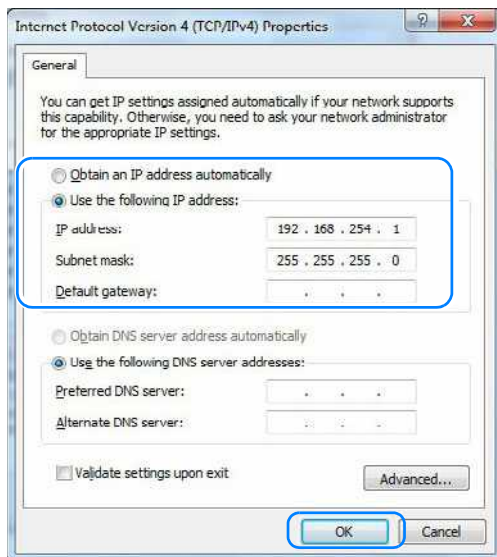 Internet Protocol Version 4 (TCP/IPv4) Properties
General
You can get IP settings assigned automatically if your network supports
this capability. Otherwise, you need to ask your network administrator
for the appropriate IP settings.
Obtain an IP address automatically
Use the following IP address:
IP address: 192 . 168 . 254 . 1
Subnet mask: 255 . 255 . 255 . 0
Default gateway: . . .
Obtain DNS server address automatically
Use the following DNS server addresses:
Preferred DNS server: . . .
Alternate DNS server: . . .
Validate settings upon exit
Advanced...
OK Cancel